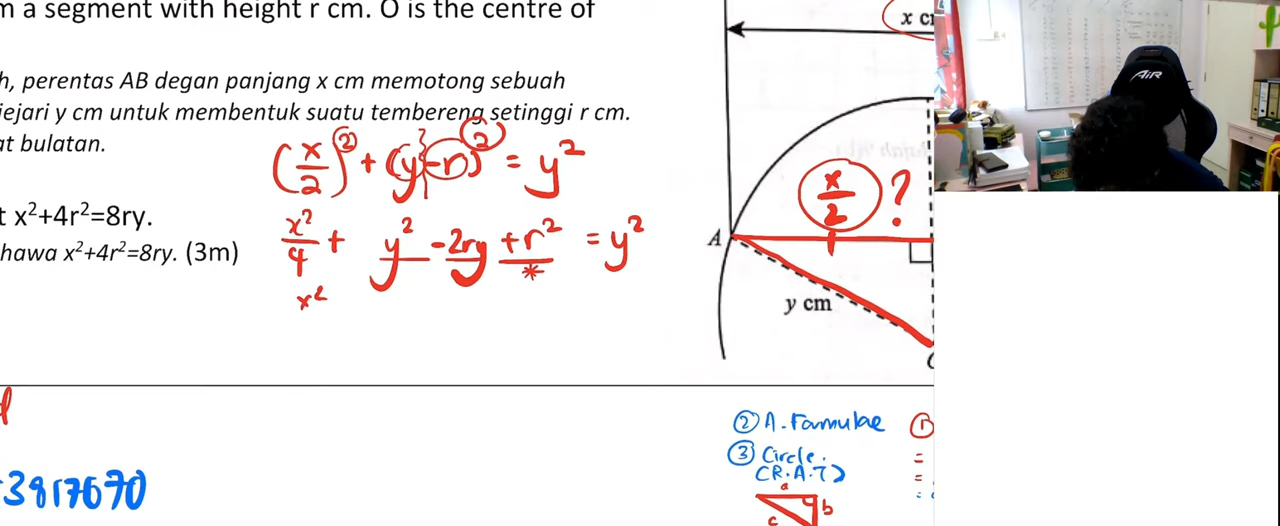 m a segment with height r cm. O is the centre of
h, perentas AB degan panjang x cm memotong sebuah
jejari y cm untuk membentuk suatu tembereng setinggi r cm.
at bulatan.
(x/2)² + (y-r)² = y²
t x²+4r²=8ry.
hawa x²+4r²=8ry. (3m)
x²/4 + y² -2ry +r² = y²
*
x²
x c
x/2 ?
A
y cm
AiR
3817670
② A. Formulae
①
③ Circle.
(R.A.T)
=
=
a
b
c